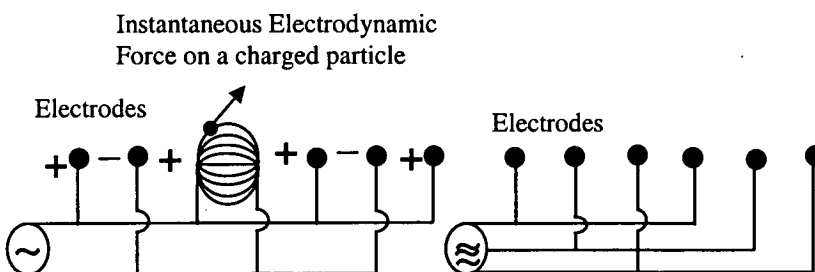 Instantaneous Electrodynamic
Force on a charged particle
Electrodes
Electrodes
+ − + + − +
~
≈